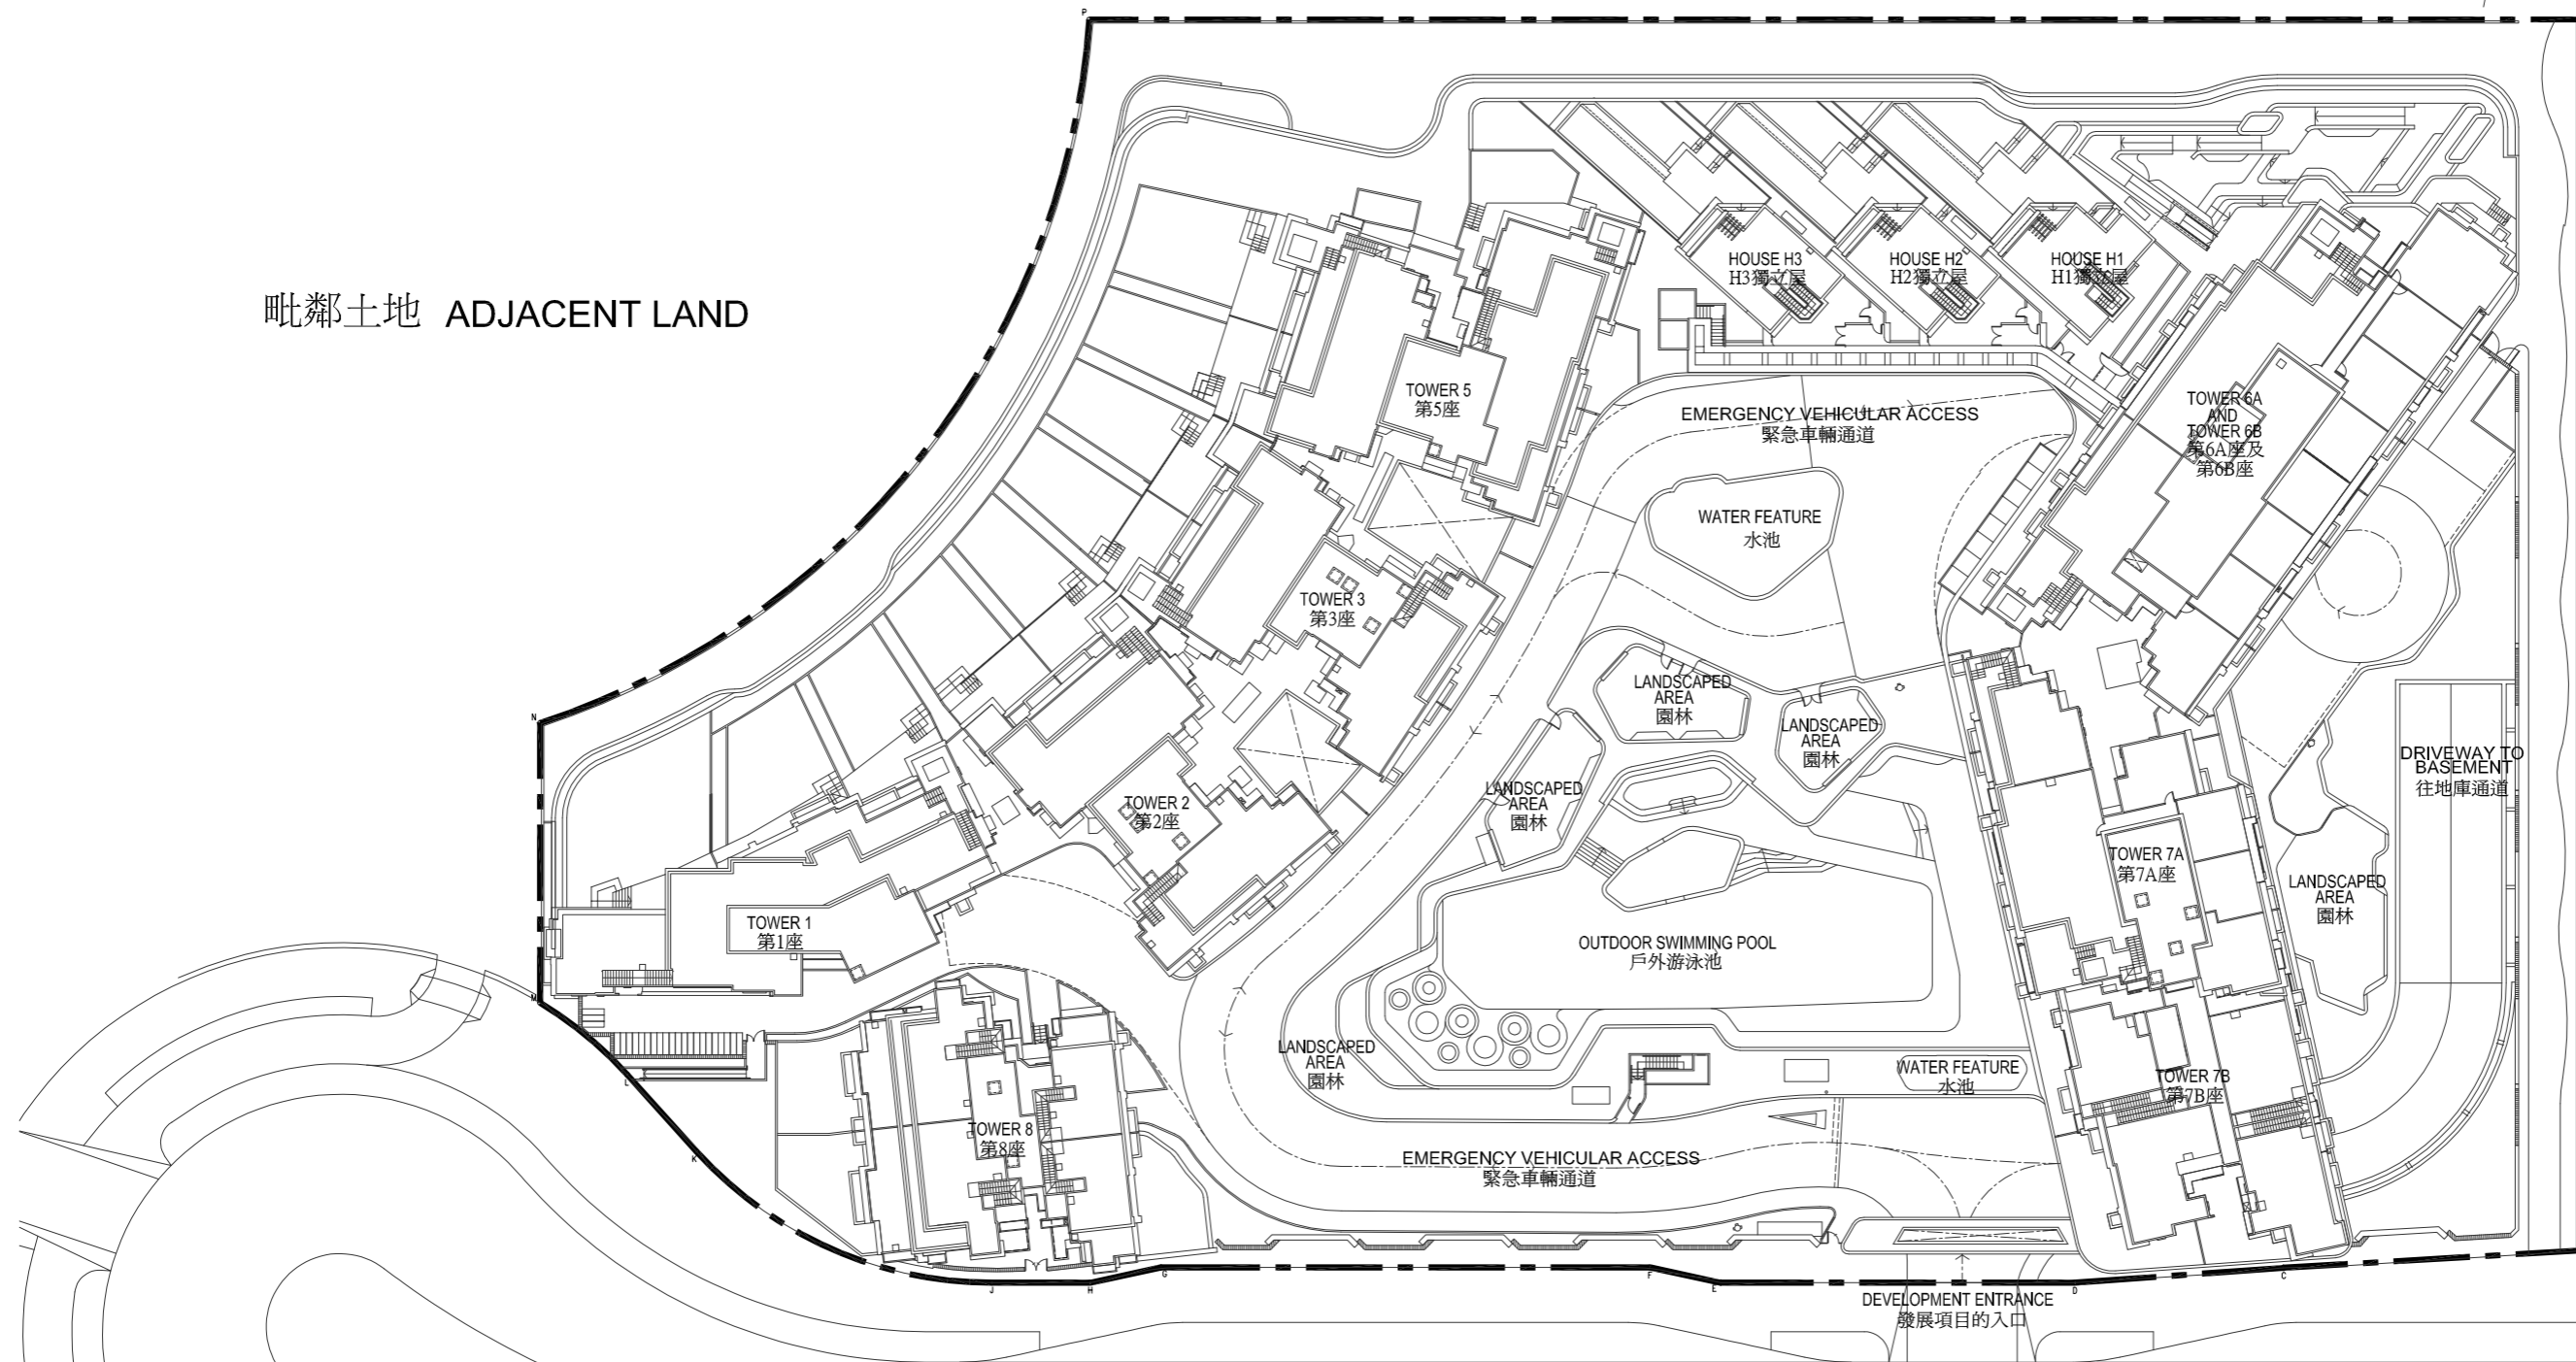 P
毗鄰土地 ADJACENT LAND
HOUSE H3
H3獨立屋
HOUSE H2
H2獨立屋
HOUSE H1
H1獨立屋
TOWER 5
第5座
EMERGENCY VEHICULAR ACCESS
緊急車輛通道
TOWER 6A
AND
TOWER 6B
第6A座及
第6B座
WATER FEATURE
水池
TOWER 3
第3座
LANDSCAPED
AREA
園林
LANDSCAPED
AREA
園林
N
DRIVEWAY TO
BASEMENT
往地庫通道
LANDSCAPED
AREA
園林
TOWER 2
第2座
TOWER 7A
第7A座
LANDSCAPED
AREA
園林
TOWER 1
第1座
OUTDOOR SWIMMING POOL
戶外游泳池
M
LANDSCAPED
AREA
園林
WATER FEATURE
水池
TOWER 7B
第7B座
L
TOWER 8
第8座
K
EMERGENCY VEHICULAR ACCESS
緊急車輛通道
J
H
G
F
E
D
C
DEVELOPMENT ENTRANCE
發展項目的入口